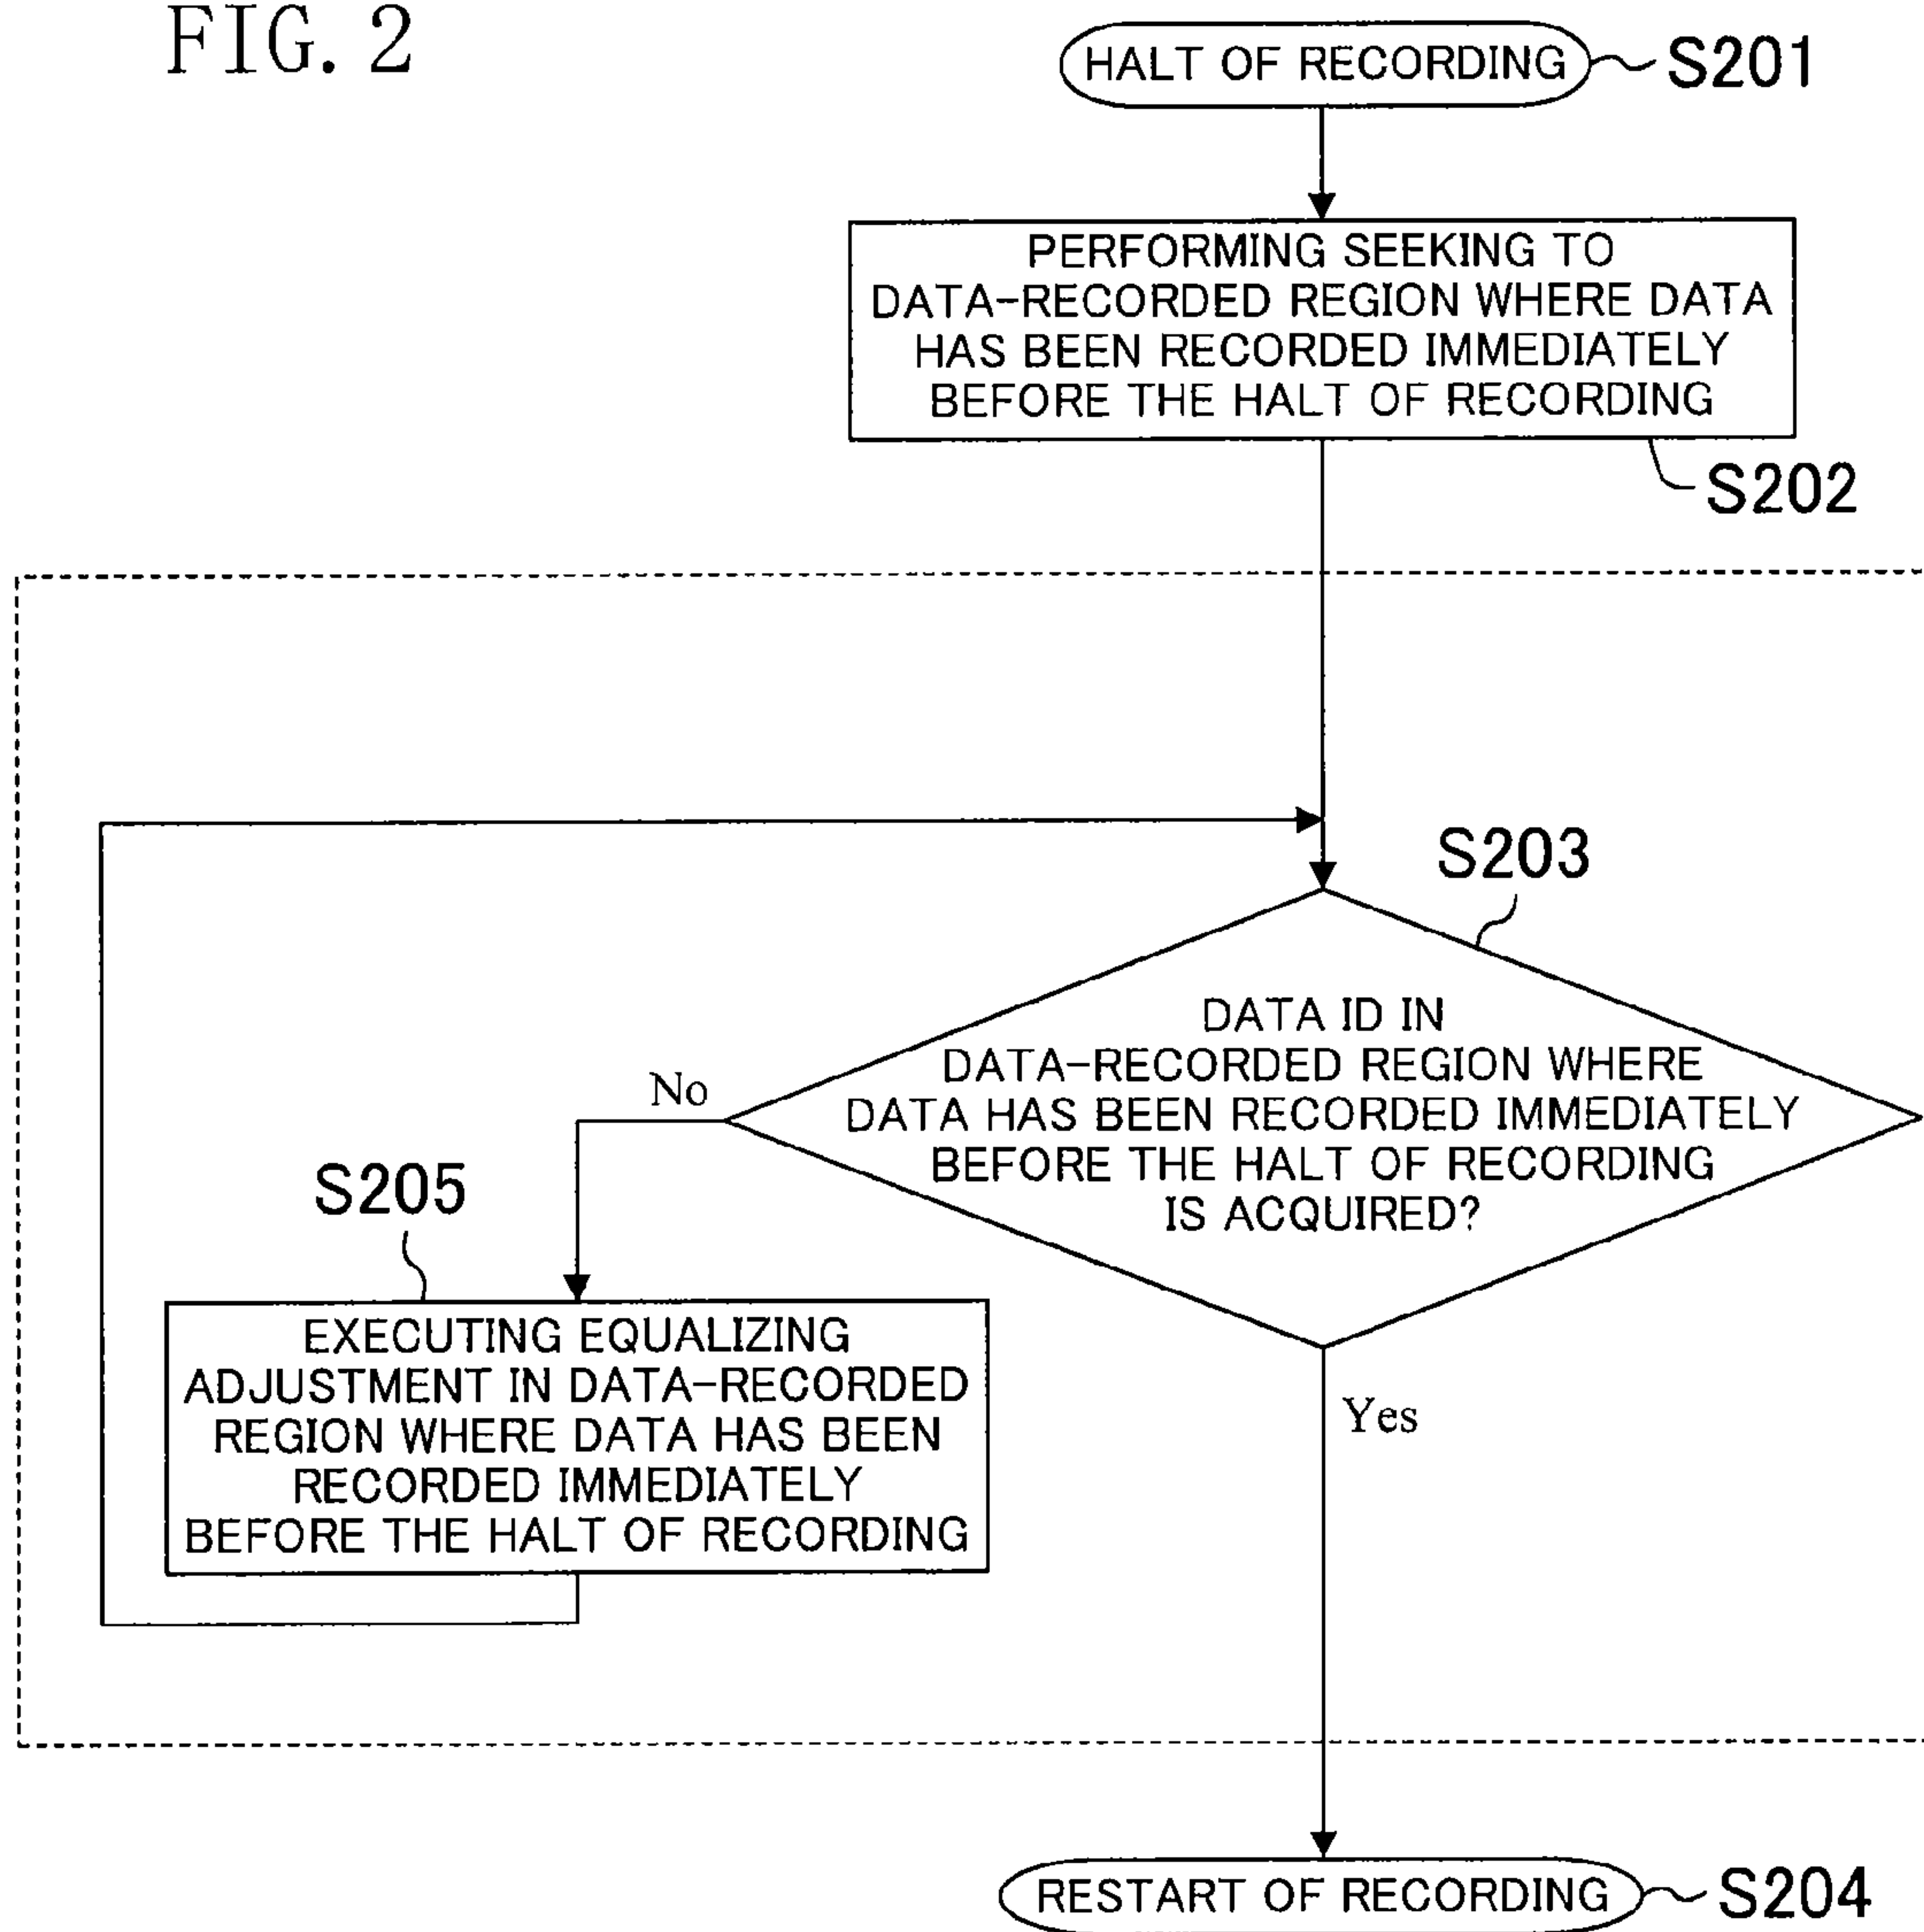 FIG. 2
HALT OF RECORDING
S201
PERFORMING SEEKING TO
DATA-RECORDED REGION WHERE DATA
HAS BEEN RECORDED IMMEDIATELY
BEFORE THE HALT OF RECORDING
S202
S203
DATA ID IN
DATA-RECORDED REGION WHERE
DATA HAS BEEN RECORDED IMMEDIATELY
BEFORE THE HALT OF RECORDING
IS ACQUIRED?
No
Yes
S205
EXECUTING EQUALIZING
ADJUSTMENT IN DATA-RECORDED
REGION WHERE DATA HAS BEEN
RECORDED IMMEDIATELY
BEFORE THE HALT OF RECORDING
RESTART OF RECORDING
S204